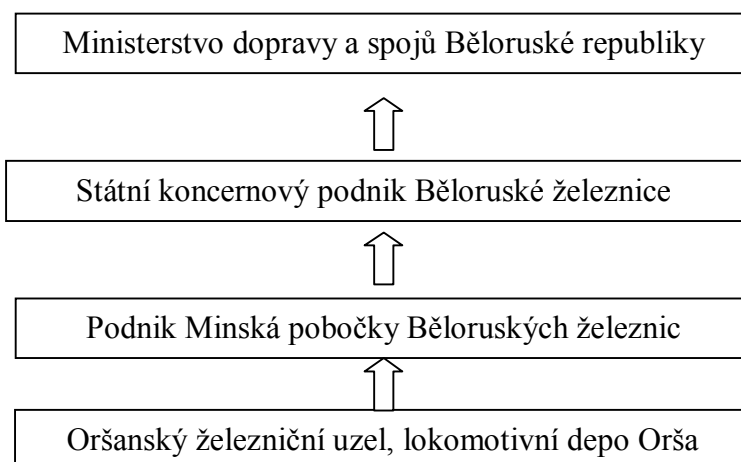 Ministerstvo dopravy a spojů Běloruské republiky
Státní koncernový podnik Běloruské železnice
Podnik Minská pobočky Běloruských železnic
Oršanský železniční uzel, lokomotivní depo Orša